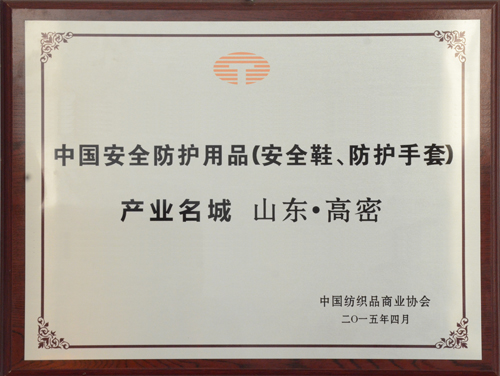 中国安全防护用品(安全鞋、防护手套)
产业名城 山东·高密
中国纺织品商业协会
二〇一五年四月